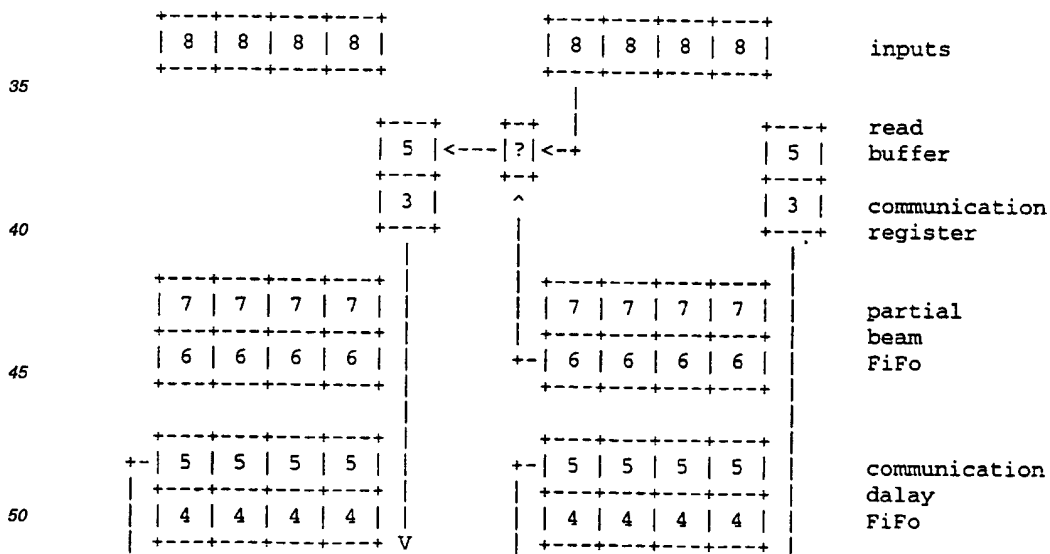 +---+---+---+---+ +---+---+---+---+
| 8 | 8 | 8 | 8 | | 8 | 8 | 8 | 8 | inputs
+---+---+---+---+ +---+---+---+---+
35 |
+---+ +-+ | +---+ read
| 5 |<---|?|<-+ | 5 | buffer
+---+ +-+ +---+
| 3 | ^ | 3 | communication
40 +---+ | +---+ register
+---+---+---+---+ | | +---+---+---+---+ |
| 7 | 7 | 7 | 7 | | | | 7 | 7 | 7 | 7 | | partial
+---+---+---+---+ | | +---+---+---+---+ | beam
| 6 | 6 | 6 | 6 | | +-| 6 | 6 | 6 | 6 | | FiFo
45 +---+---+---+---+ | +---+---+---+---+ |
+---+---+---+---+ | +---+---+---+---+ |
+-| 5 | 5 | 5 | 5 | | +-| 5 | 5 | 5 | 5 | | communication
| +---+---+---+---+ | | +---+---+---+---+ | dalay
50 | | 4 | 4 | 4 | 4 | | | | 4 | 4 | 4 | 4 | | FiFo
| +---+---+---+---+ V | +---+---+---+---+ |